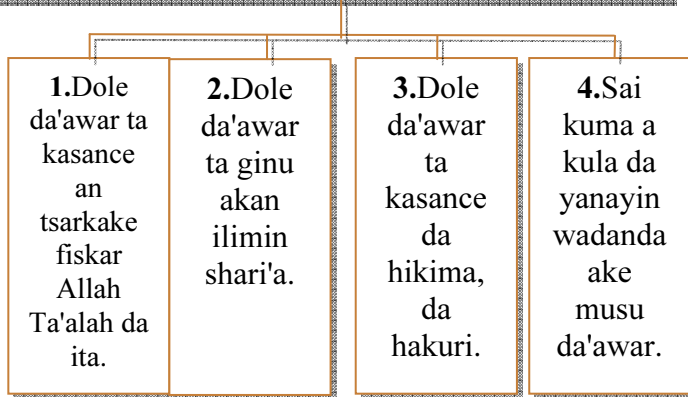 1.Dole
da'awar ta
kasance
an
tsarkake
fiskar
Allah
Ta'alah da
ita.
2.Dole
da'awar
ta ginu
akan
ilimin
shari'a.
3.Dole
da'awar
ta
kasance
da
hikima,
da
hakuri.
4.Sai
kuma a
kula da
yanayin
wadanda
ake
musu
da'awar.